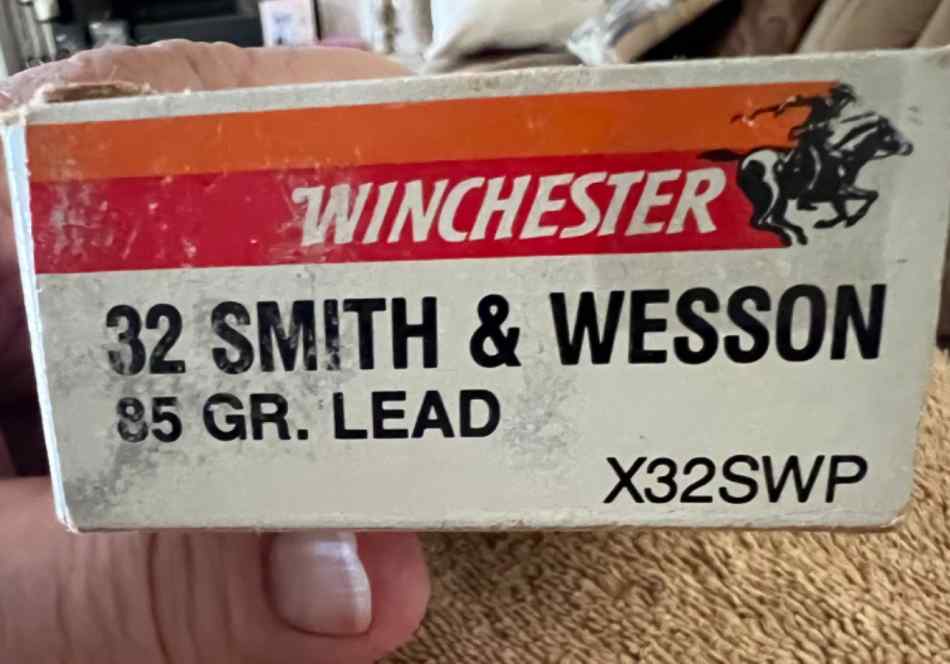 WINCHESTER
32 SMITH & WESSON
85 GR. LEAD
X32SWP